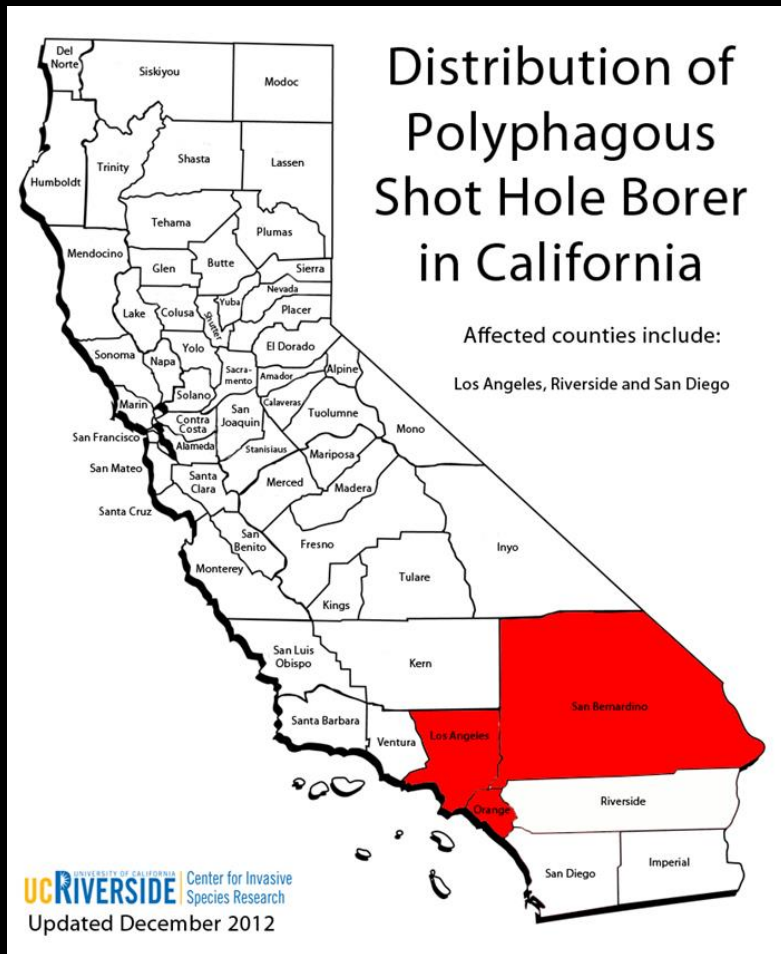 Distribution of
Polyphagous
Shot Hole Borer
in California
Affected counties include:
Los Angeles, Riverside and San Diego
Del
Norte
Siskiyou
Modoc
Humboldt
Trinity
Shasta
Lassen
Tehama
Plumas
Mendocino
Glen
Butte
Sierra
Nevada
Yuba
Placer
Lake
Colusa
Shutter
Sonoma
Napa
Yolo
El Dorado
Sacra-
mento
Amador
Alpine
Solano
Marin
Calaveras
Tuolumne
San
Joaquin
Contra
Costa
Mono
San Francisco
Alameda
Stanisiaus
Mariposa
San Mateo
Santa
Clara
Merced
Madera
Santa Cruz
San
Benito
Fresno
Inyo
Monterey
Tulare
Kings
San Luis
Obispo
Kern
San Bernardino
Santa Barbara
Ventura
Los Angeles
Orange
Riverside
San Diego
Imperial
UNIVERSITY OF CALIFORNIA
UCRIVERSIDE
Center for Invasive
Species Research
Updated December 2012